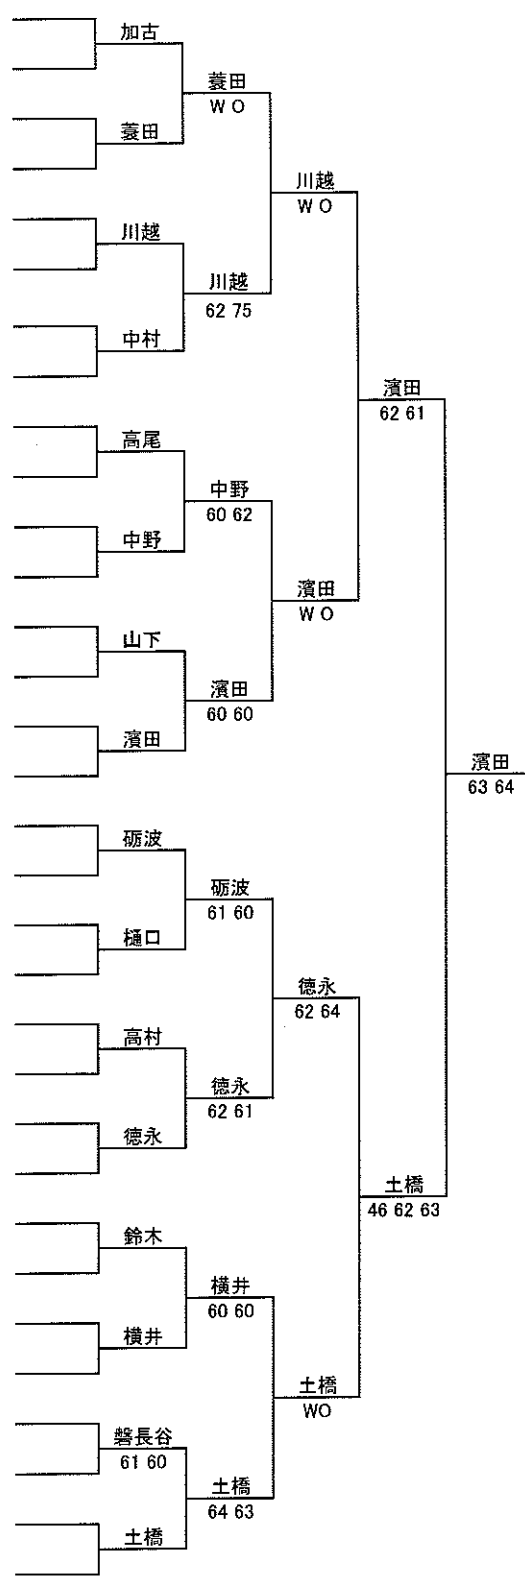 加古
蓑田
W O
蓑田
川越
W O
川越
川越
62 75
中村
濱田
62 61
高尾
中野
60 62
中野
濱田
W O
山下
濱田
60 60
濱田
濱田
63 64
砺波
砺波
61 60
樋口
徳永
62 64
高村
徳永
62 61
徳永
土橋
46 62 63
鈴木
横井
60 60
横井
土橋
WO
磐長谷
61 60
土橋
64 63
土橋